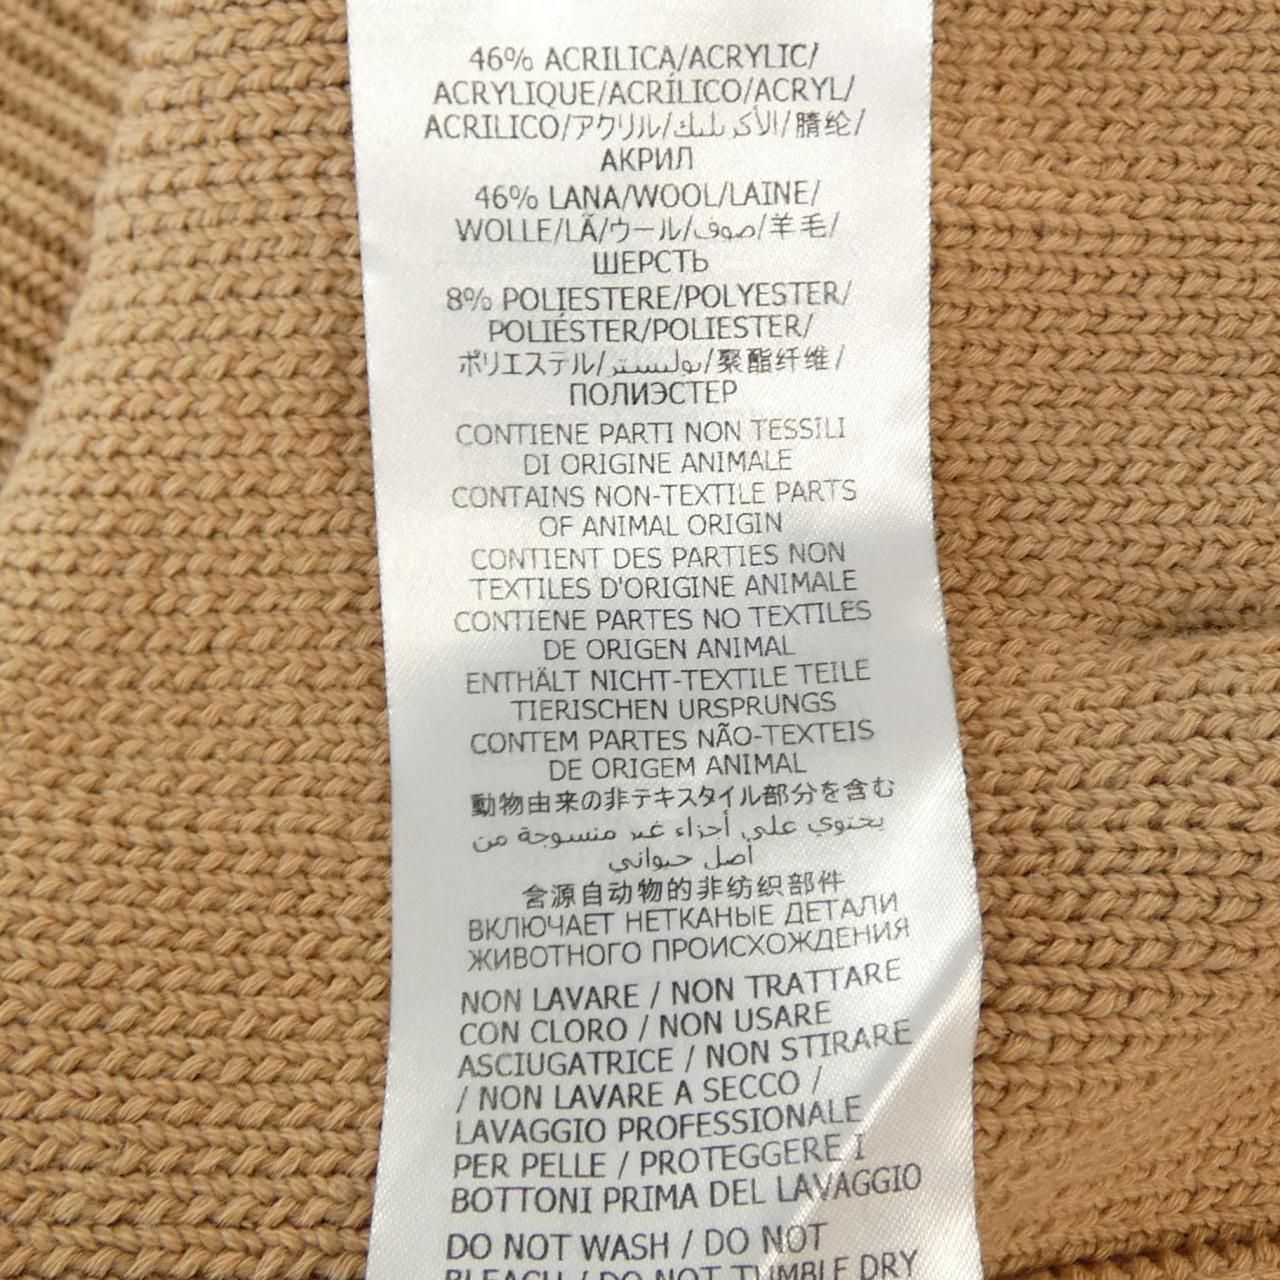 46% ACRILICA/ACRYLIC/
ACRYLIQUE/ACRÍLICO/ACRYL/
ACRILICO/アクリル/الأكريليك/腈纶/
АКРИЛ
46% LANA/WOOL/LAINE/
WOLLE/LÃ/ウール/صوف/羊毛/
ШЕРСТЬ
8% POLIESTERE/POLYESTER/
POLIÉSTER/POLIESTER/
ポリエステル/بوليستر/聚酯纤维/
ПОЛИЭСТЕР
CONTIENE PARTI NON TESSILI
DI ORIGINE ANIMALE
CONTAINS NON-TEXTILE PARTS
OF ANIMAL ORIGIN
CONTIENT DES PARTIES NON
TEXTILES D'ORIGINE ANIMALE
CONTIENE PARTES NO TEXTILES
DE ORIGEN ANIMAL
ENTHÄLT NICHT-TEXTILE TEILE
TIERISCHEN URSPRUNGS
CONTEM PARTES NÃO-TEXTEIS
DE ORIGEM ANIMAL
動物由来の非テキスタイル部分を含む
يحتوي على أجزاء غير منسوجة من
أصل حيواني
含源自动物的非纺织部件
ВКЛЮЧАЕТ НЕТКАНЫЕ ДЕТАЛИ
ЖИВОТНОГО ПРОИСХОЖДЕНИЯ
NON LAVARE / NON TRATTARE
CON CLORO / NON USARE
ASCIUGATRICE / NON STIRARE
/ NON LAVARE A SECCO /
LAVAGGIO PROFESSIONALE
PER PELLE / PROTEGGERE I
BOTTONI PRIMA DEL LAVAGGIO
DO NOT WASH / DO NOT
BLEACH / DO NOT TUMBLE DRY